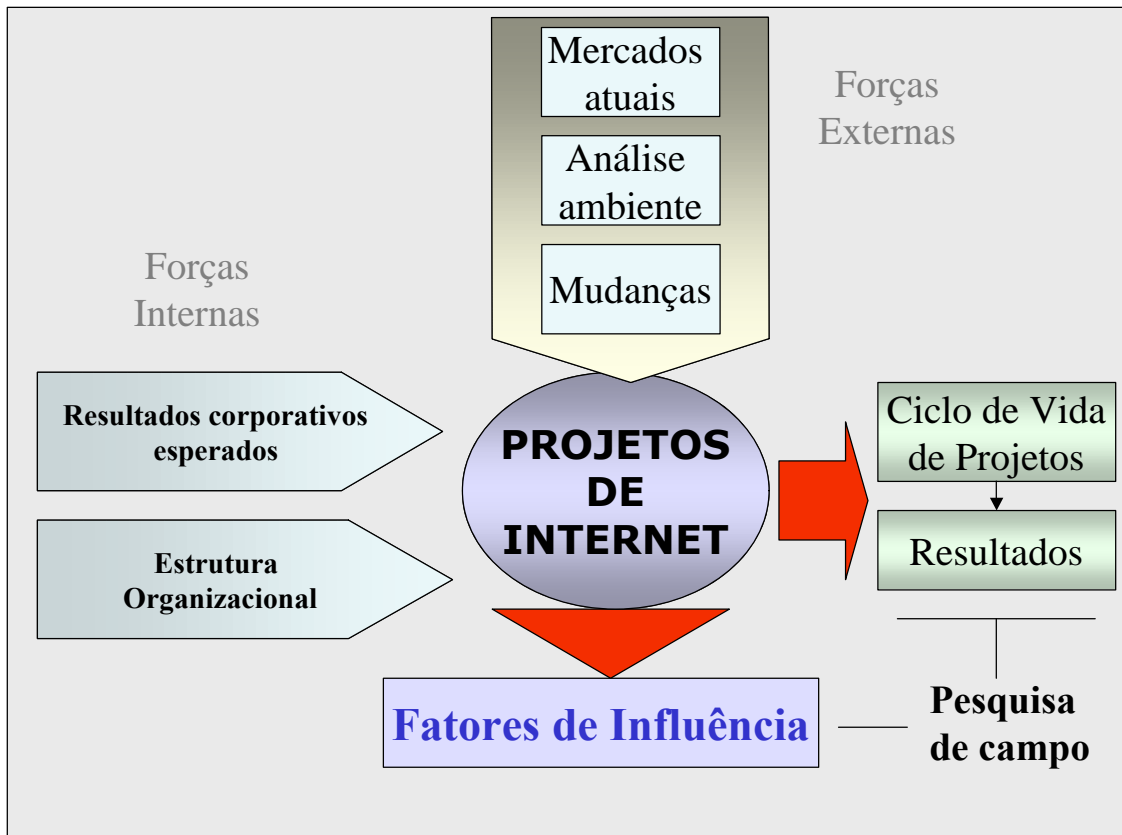 Mercados
atuais
Forças
Externas
Análise
ambiente
Mudanças
Forças
Internas
Resultados corporativos
esperados
Estrutura
Organizacional
PROJETOS
DE
INTERNET
Ciclo de Vida
de Projetos
Resultados
Fatores de Influência
Pesquisa
de campo